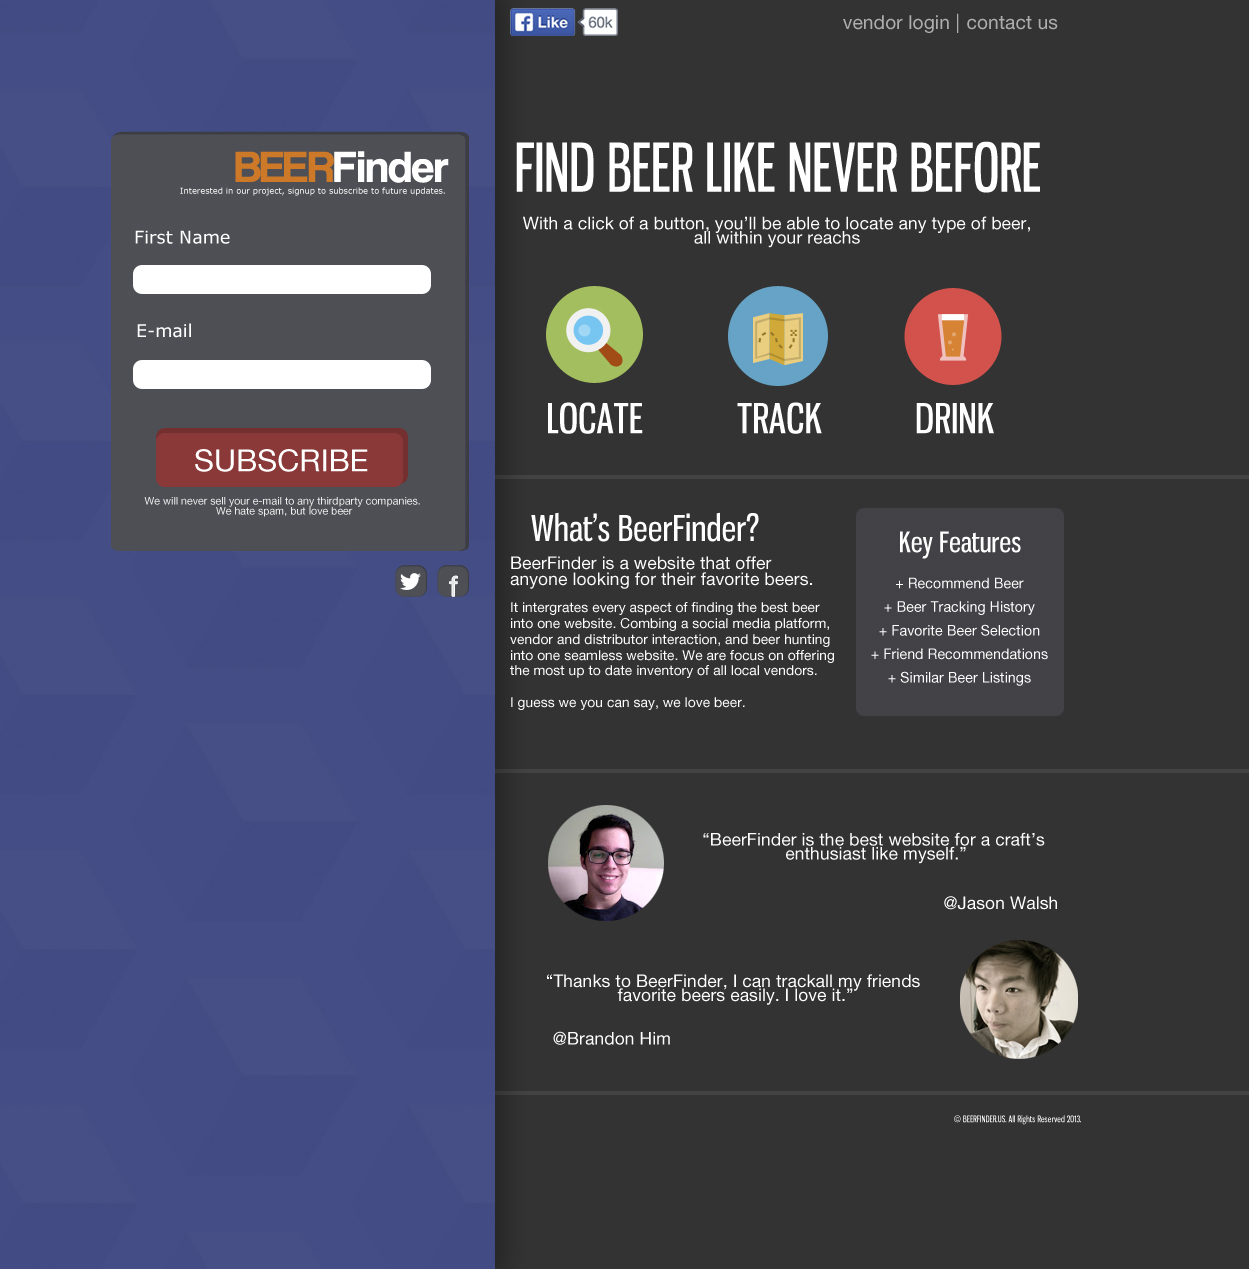 Like 60k
vendor login | contact us
BEERFinder
Interested in our project, signup to subscribe to future updates.
First Name
E-mail
SUBSCRIBE
We will never sell your e-mail to any thirdparty companies.
We hate spam, but love beer
FIND BEER LIKE NEVER BEFORE
With a click of a button, you’ll be able to locate any type of beer,
all within your reachs
LOCATE
TRACK
DRINK
What’s BeerFinder?
BeerFinder is a website that offer
anyone looking for their favorite beers.
It intergrates every aspect of finding the best beer
into one website. Combing a social media platform,
vendor and distributor interaction, and beer hunting
into one seamless website. We are focus on offering
the most up to date inventory of all local vendors.
I guess we you can say, we love beer.
Key Features
+ Recommend Beer
+ Beer Tracking History
+ Favorite Beer Selection
+ Friend Recommendations
+ Similar Beer Listings
“BeerFinder is the best website for a craft’s
enthusiast like myself.”
@Jason Walsh
“Thanks to BeerFinder, I can trackall my friends
favorite beers easily. I love it.”
@Brandon Him
© BEERFINDER.US. All Rights Reserved 2013.